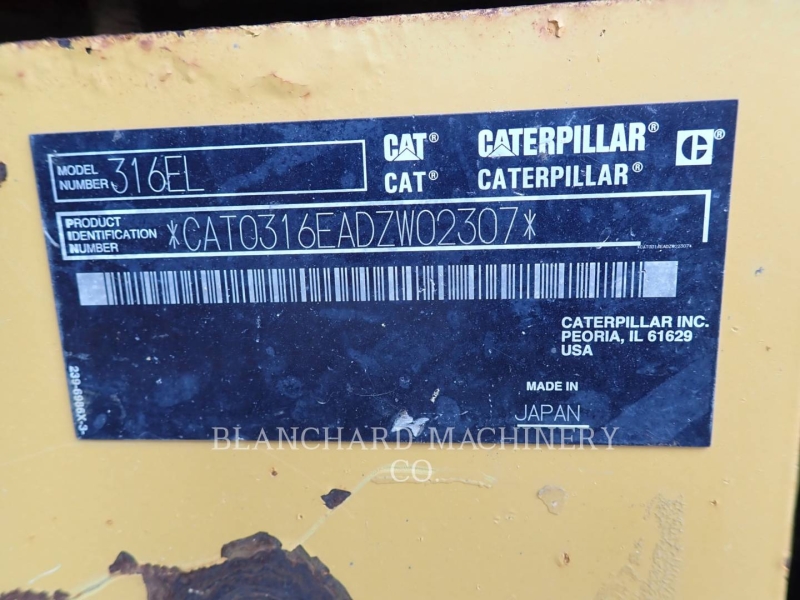 MODEL
NUMBER 316EL
CAT® CATERPILLAR®
CAT® CATERPILLAR®
PRODUCT
IDENTIFICATION
NUMBER *CAT0316EADZW02307*
*CAT0316EADZW02307*
CATERPILLAR INC.
PEORIA, IL 61629
USA
MADE IN
JAPAN
BLANCHARD MACHINERY
CO.